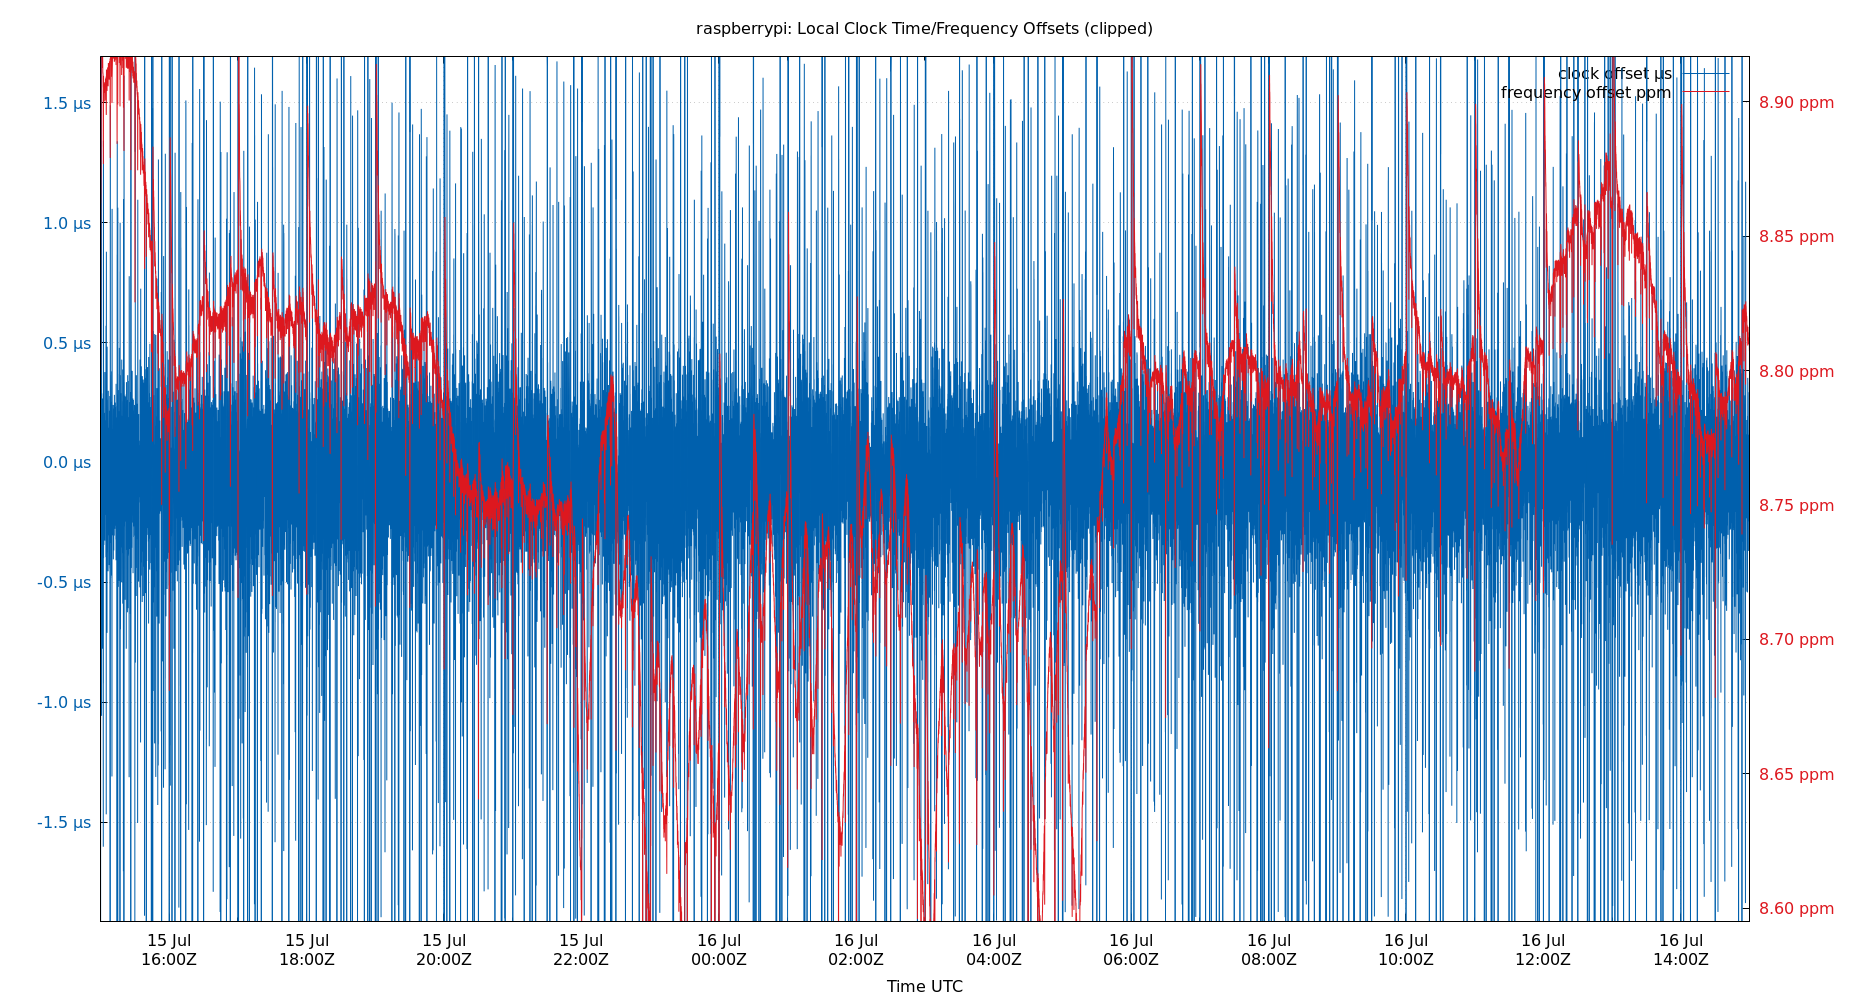 raspberrypi: Local Clock Time/Frequency Offsets (clipped)
clock offset µs
frequency offset ppm
1.5 µs
1.0 µs
0.5 µs
0.0 µs
-0.5 µs
-1.0 µs
-1.5 µs
8.90 ppm
8.85 ppm
8.80 ppm
8.75 ppm
8.70 ppm
8.65 ppm
8.60 ppm
15 Jul 15 Jul 15 Jul 15 Jul 16 Jul 16 Jul 16 Jul 16 Jul 16 Jul 16 Jul 16 Jul 16 Jul
16:00Z 18:00Z 20:00Z 22:00Z 00:00Z 02:00Z 04:00Z 06:00Z 08:00Z 10:00Z 12:00Z 14:00Z
Time UTC